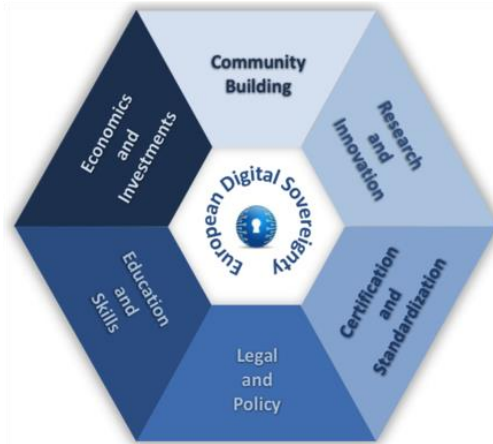 Community
Building
Research
and
Innovation
Certification
and
Standardization
Legal
and
Policy
Education
and
Skills
Economics
and
Investments
European Digital Sovereignty